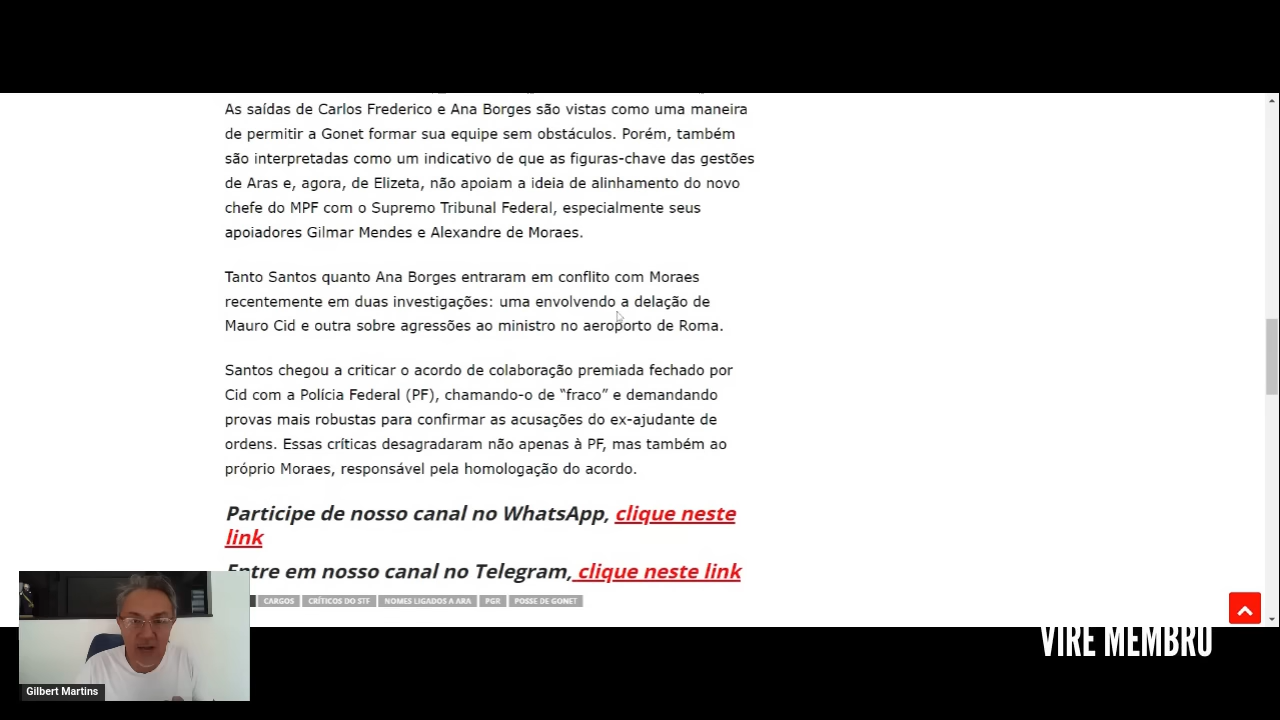 As saídas de Carlos Frederico e Ana Borges são vistas como uma maneira
de permitir a Gonet formar sua equipe sem obstáculos. Porém, também
são interpretadas como um indicativo de que as figuras-chave das gestões
de Aras e, agora, de Elizeta, não apoiam a ideia de alinhamento do novo
chefe do MPF com o Supremo Tribunal Federal, especialmente seus
apoiadores Gilmar Mendes e Alexandre de Moraes.
Tanto Santos quanto Ana Borges entraram em conflito com Moraes
recentemente em duas investigações: uma envolvendo a delação de
Mauro Cid e outra sobre agressões ao ministro no aeroporto de Roma.
Santos chegou a criticar o acordo de colaboração premiada fechado por
Cid com a Polícia Federal (PF), chamando-o de “fraco” e demandando
provas mais robustas para confirmar as acusações do ex-ajudante de
ordens. Essas críticas desagradaram não apenas à PF, mas também ao
próprio Moraes, responsável pela homologação do acordo.
Participe de nosso canal no WhatsApp, clique neste
link
Entre em nosso canal no Telegram, clique neste link
CARGOS CRÍTICOS DO STF NOMES LIGADOS A ARA PGR POSSE DE GONET
VIRE MEMBRO
Gilbert Martins